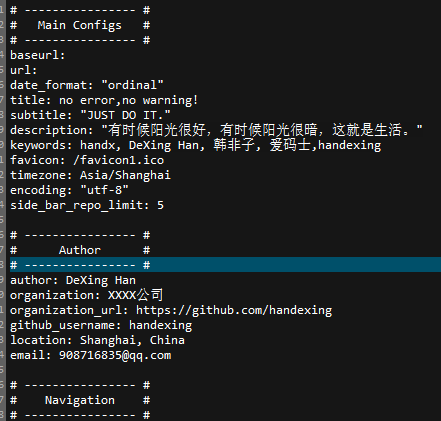 # ---------------- #
#   Main Configs   #
# ---------------- #
baseurl:
url:
date_format: "ordinal"
title: no error,no warning!
subtitle: "JUST DO IT."
description: "有时候阳光很好，有时候阳光很暗，这就是生活。"
keywords: handx, DeXing Han, 韩非子, 爱码士,handexing
favicon: /favicon1.ico
timezone: Asia/Shanghai
encoding: "utf-8"
side_bar_repo_limit: 5
# ---------------- #
#      Author      #
# ---------------- #
author: DeXing Han
organization: XXXX公司
organization_url: https://github.com/handexing
github_username: handexing
location: Shanghai, China
email: 908716835@qq.com
# ---------------- #
#    Navigation    #
# ---------------- #